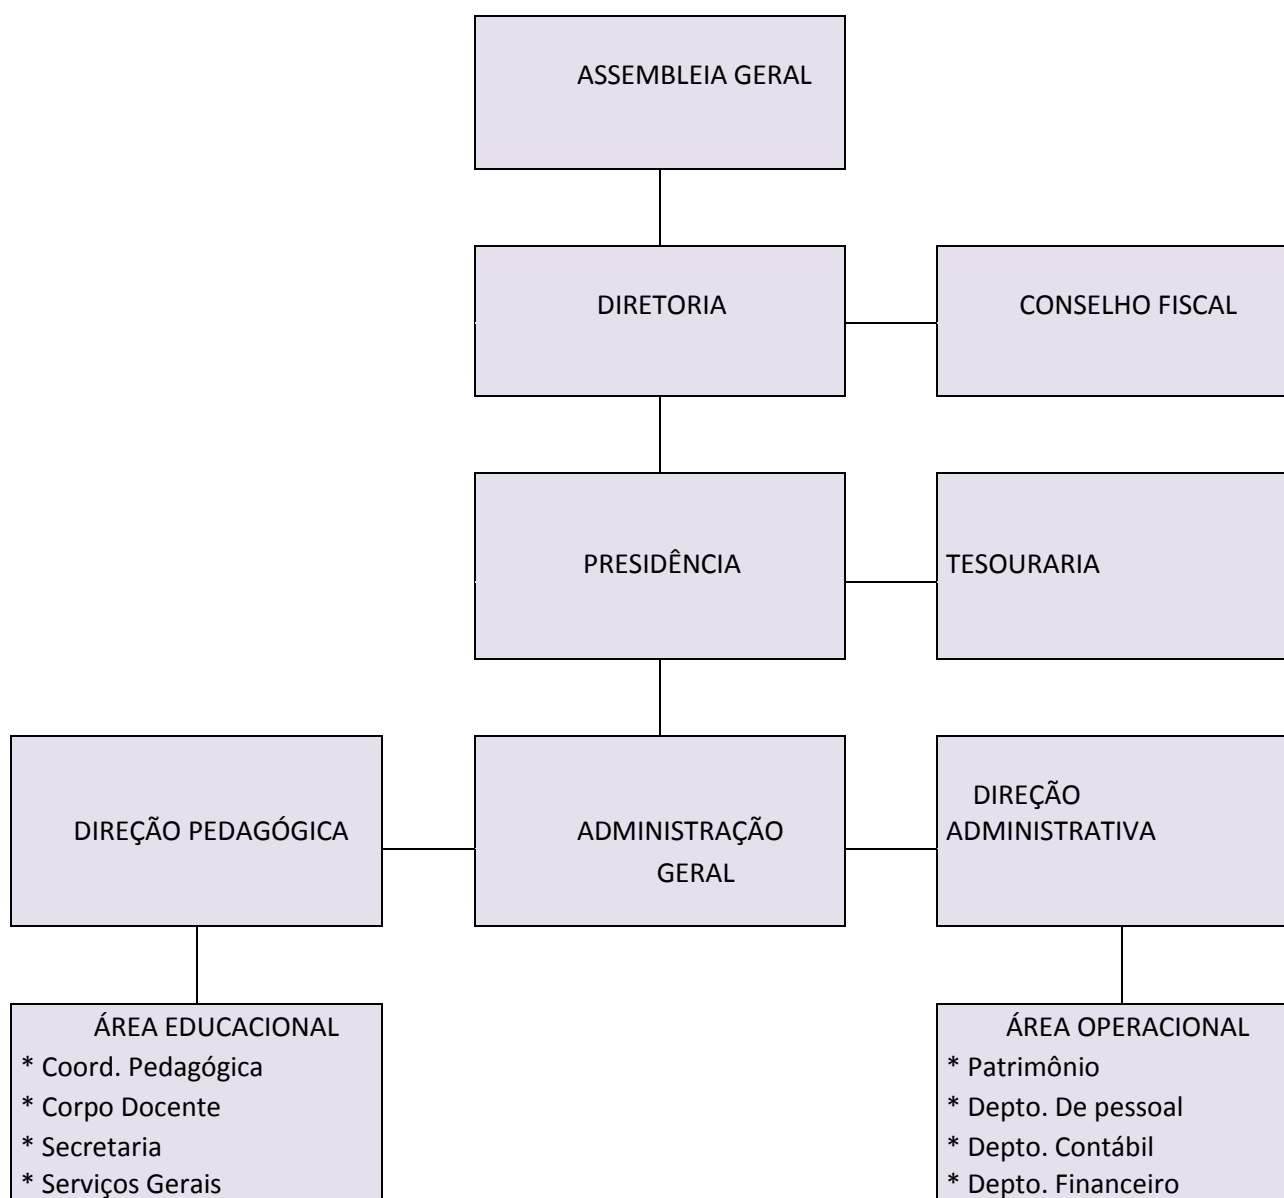 ASSEMBLEIA GERAL
DIRETORIA
CONSELHO FISCAL
PRESIDÊNCIA
TESOURARIA
DIREÇÃO PEDAGÓGICA
ADMINISTRAÇÃO
GERAL
DIREÇÃO
ADMINISTRATIVA
ÁREA EDUCACIONAL
* Coord. Pedagógica
* Corpo Docente
* Secretaria
* Serviços Gerais
ÁREA OPERACIONAL
* Patrimônio
* Depto. De pessoal
* Depto. Contábil
* Depto. Financeiro